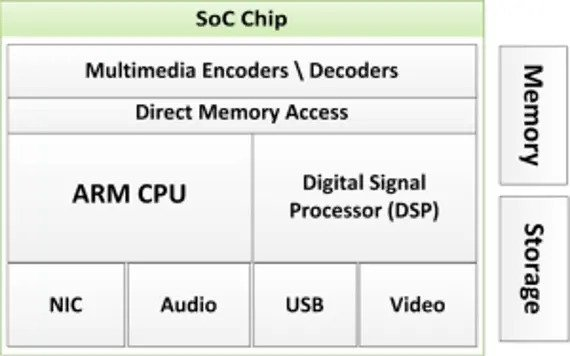 SoC Chip
Multimedia Encoders \ Decoders
Direct Memory Access
ARM CPU
Digital Signal
Processor (DSP)
NIC
Audio
USB
Video
Memory
Storage